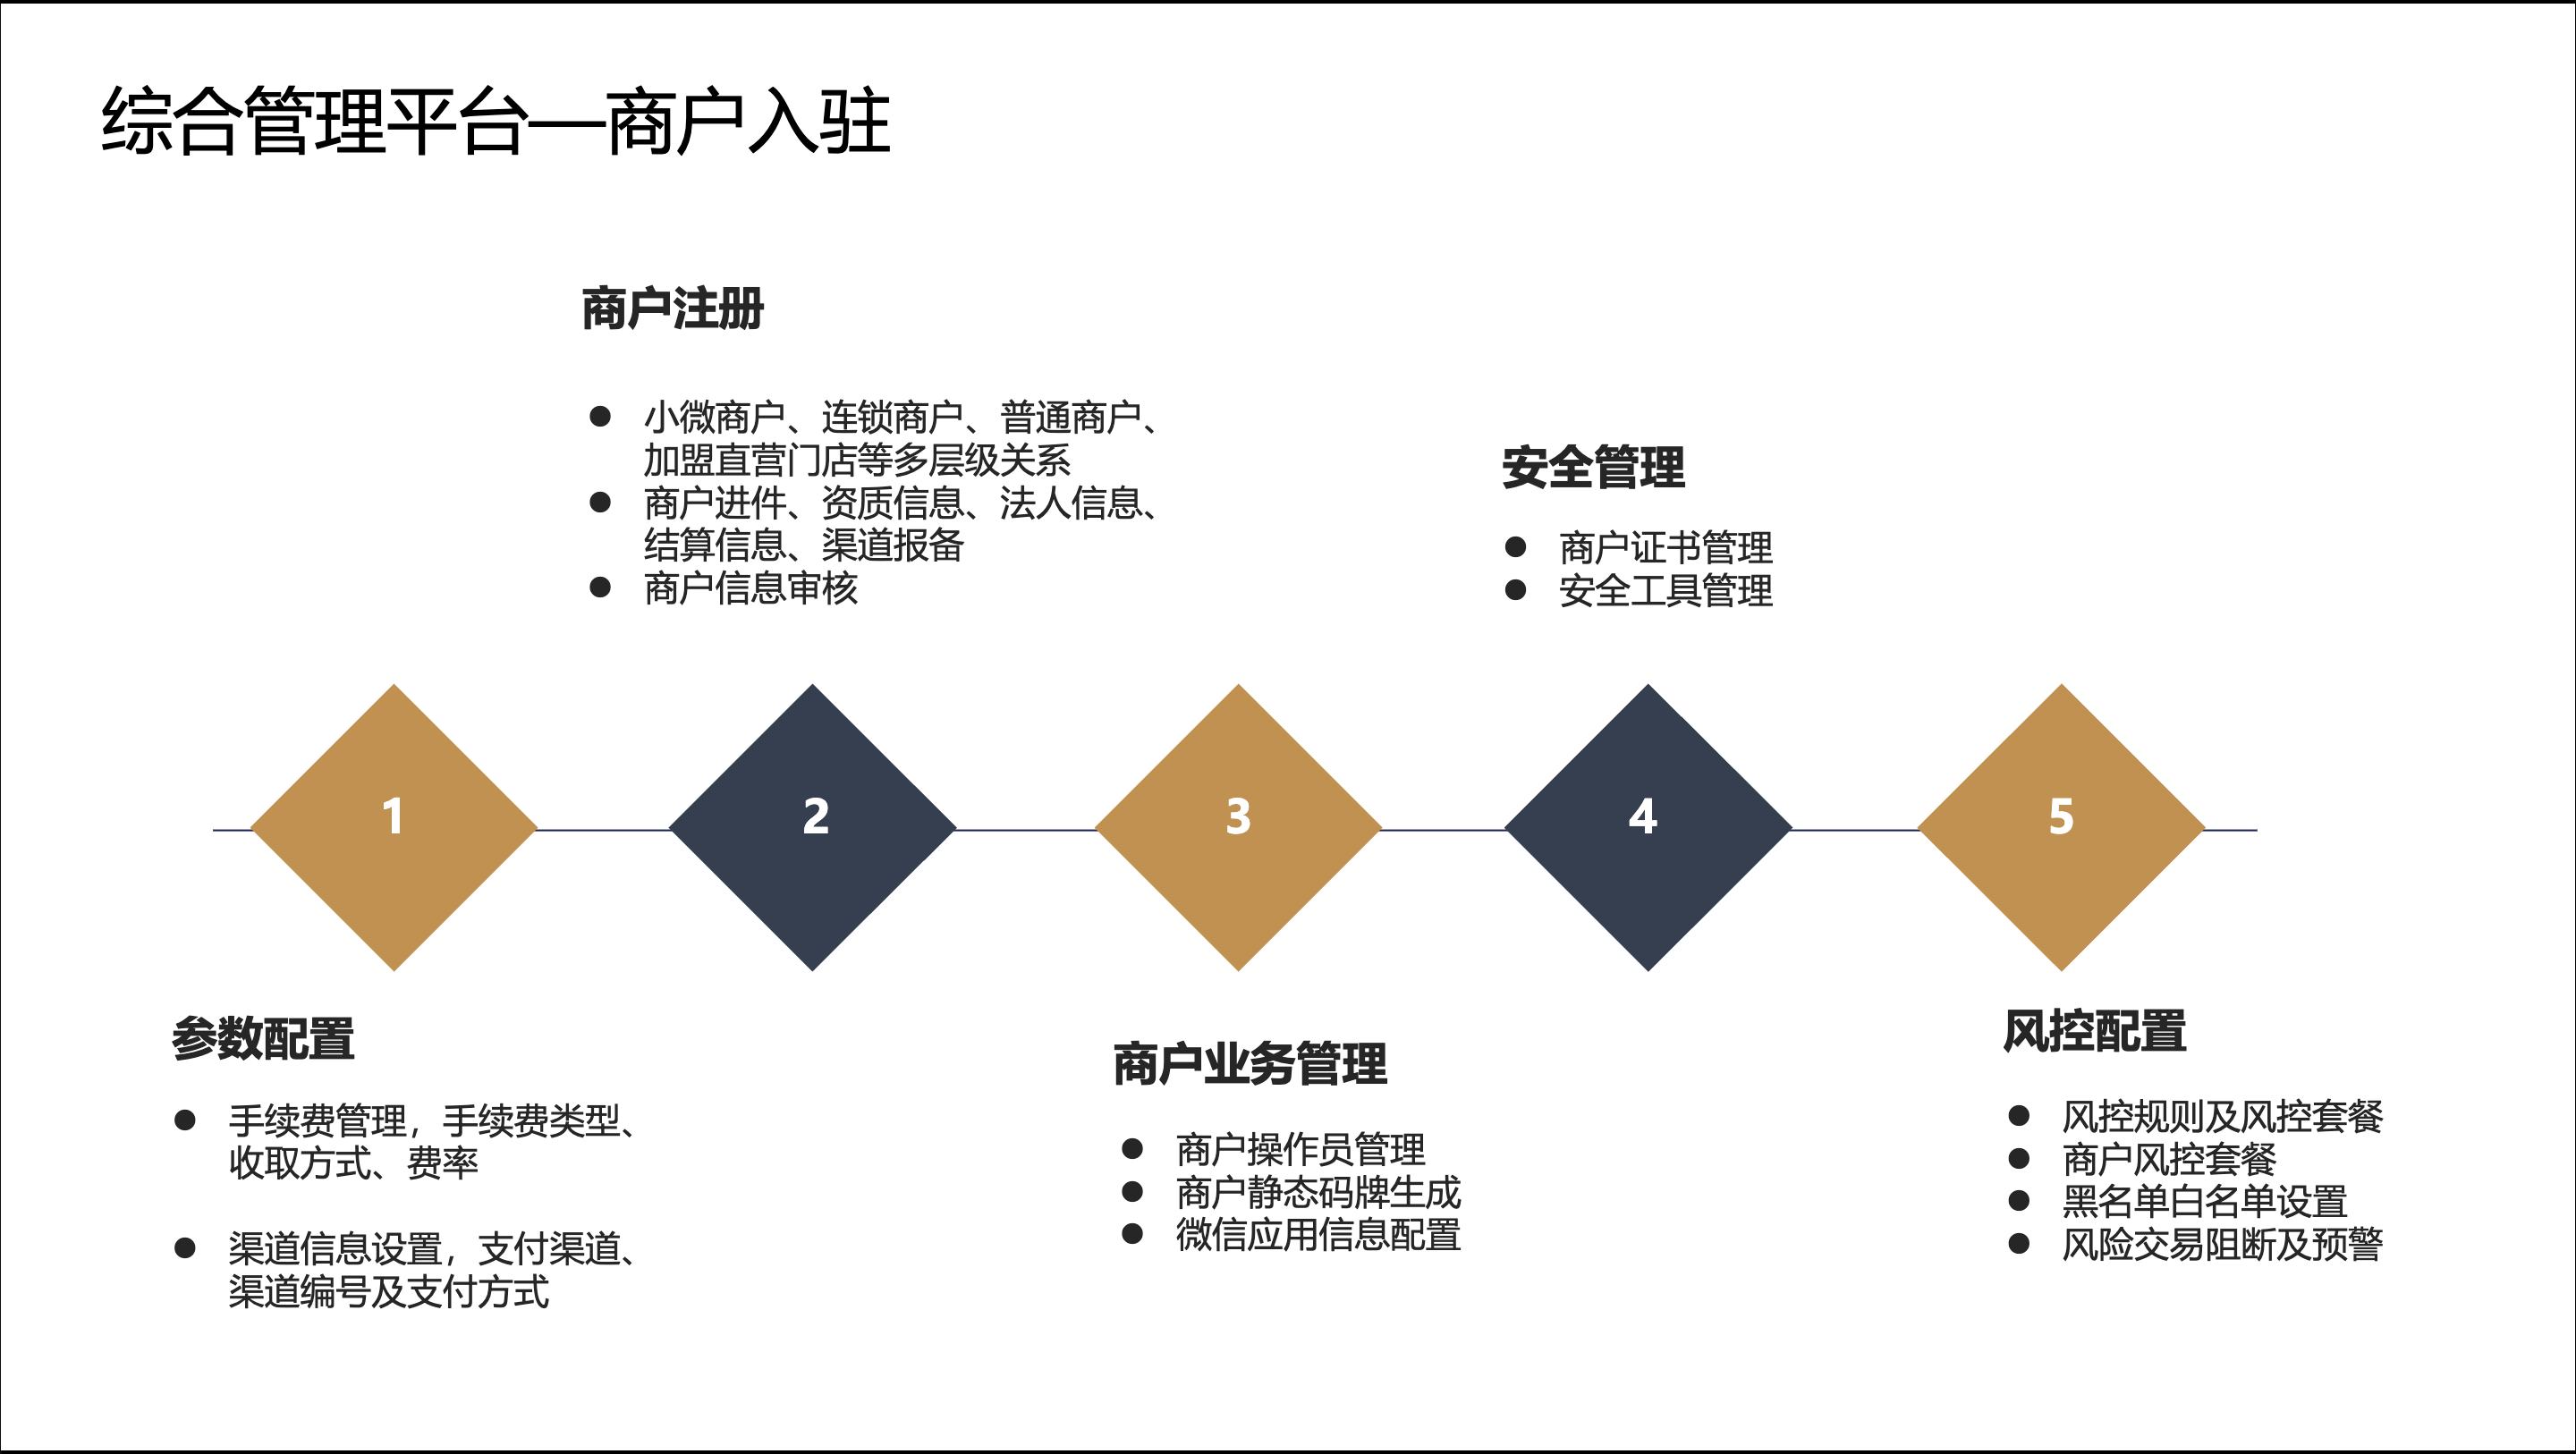 综合管理平台—商户入驻
商户注册
小微商户、连锁商户、普通商户、
加盟直营门店等多层级关系
商户进件、资质信息、法人信息、
结算信息、渠道报备
商户信息审核
安全管理
商户证书管理
安全工具管理
1
2
3
4
5
参数配置
手续费管理，手续费类型、
收取方式、费率
渠道信息设置，支付渠道、
渠道编号及支付方式
商户业务管理
商户操作员管理
商户静态码牌生成
微信应用信息配置
风控配置
风控规则及风控套餐
商户风控套餐
黑名单白名单设置
风险交易阻断及预警